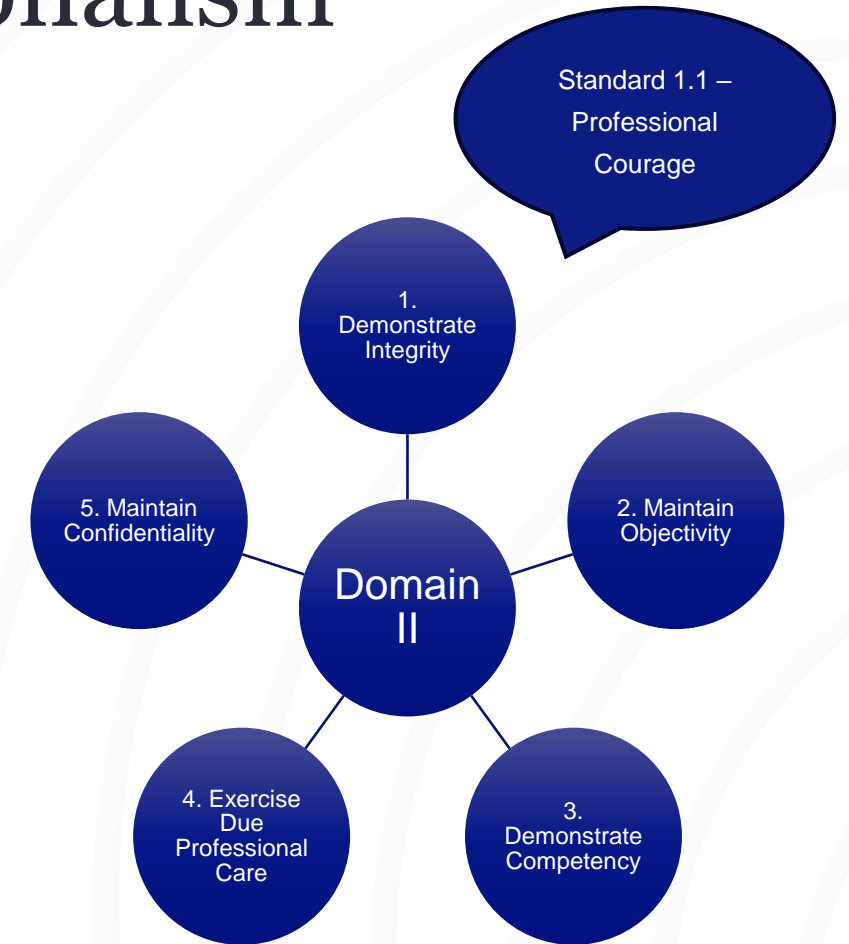 onalism
Standard 1.1 –
Professional
Courage
1.
Demonstrate
Integrity
2. Maintain
Objectivity
3.
Demonstrate
Competency
4. Exercise
Due
Professional
Care
5. Maintain
Confidentiality
Domain
II